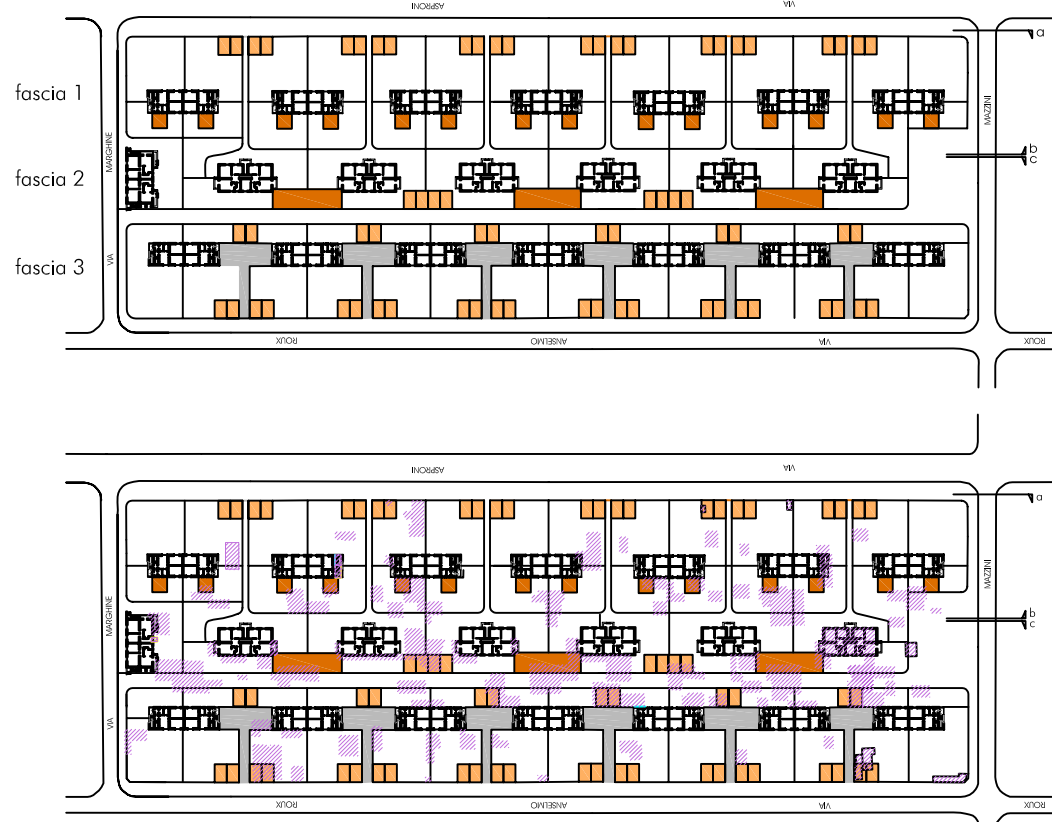 ASPRONI
VIA
a
fascia 1
MARGHINE
MAZZINI
b
c
fascia 2
VIA
fascia 3
ROUX
ANSELMO
VIA
ROUX
ASPRONI
VIA
a
MARGHINE
MAZZINI
b
c
VIA
ROUX
ANSELMO
VIA
ROUX